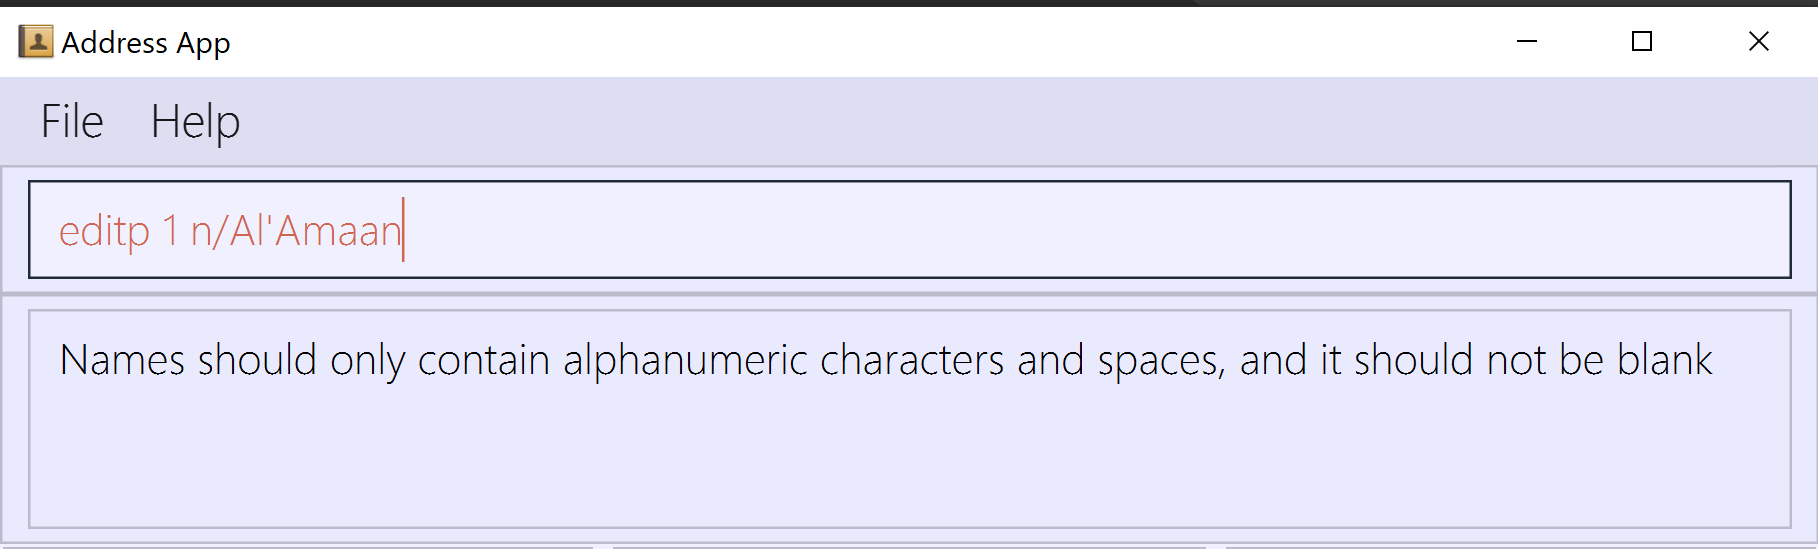 Address App
File Help
editp 1 n/Al'Amaan
Names should only contain alphanumeric characters and spaces, and it should not be blank